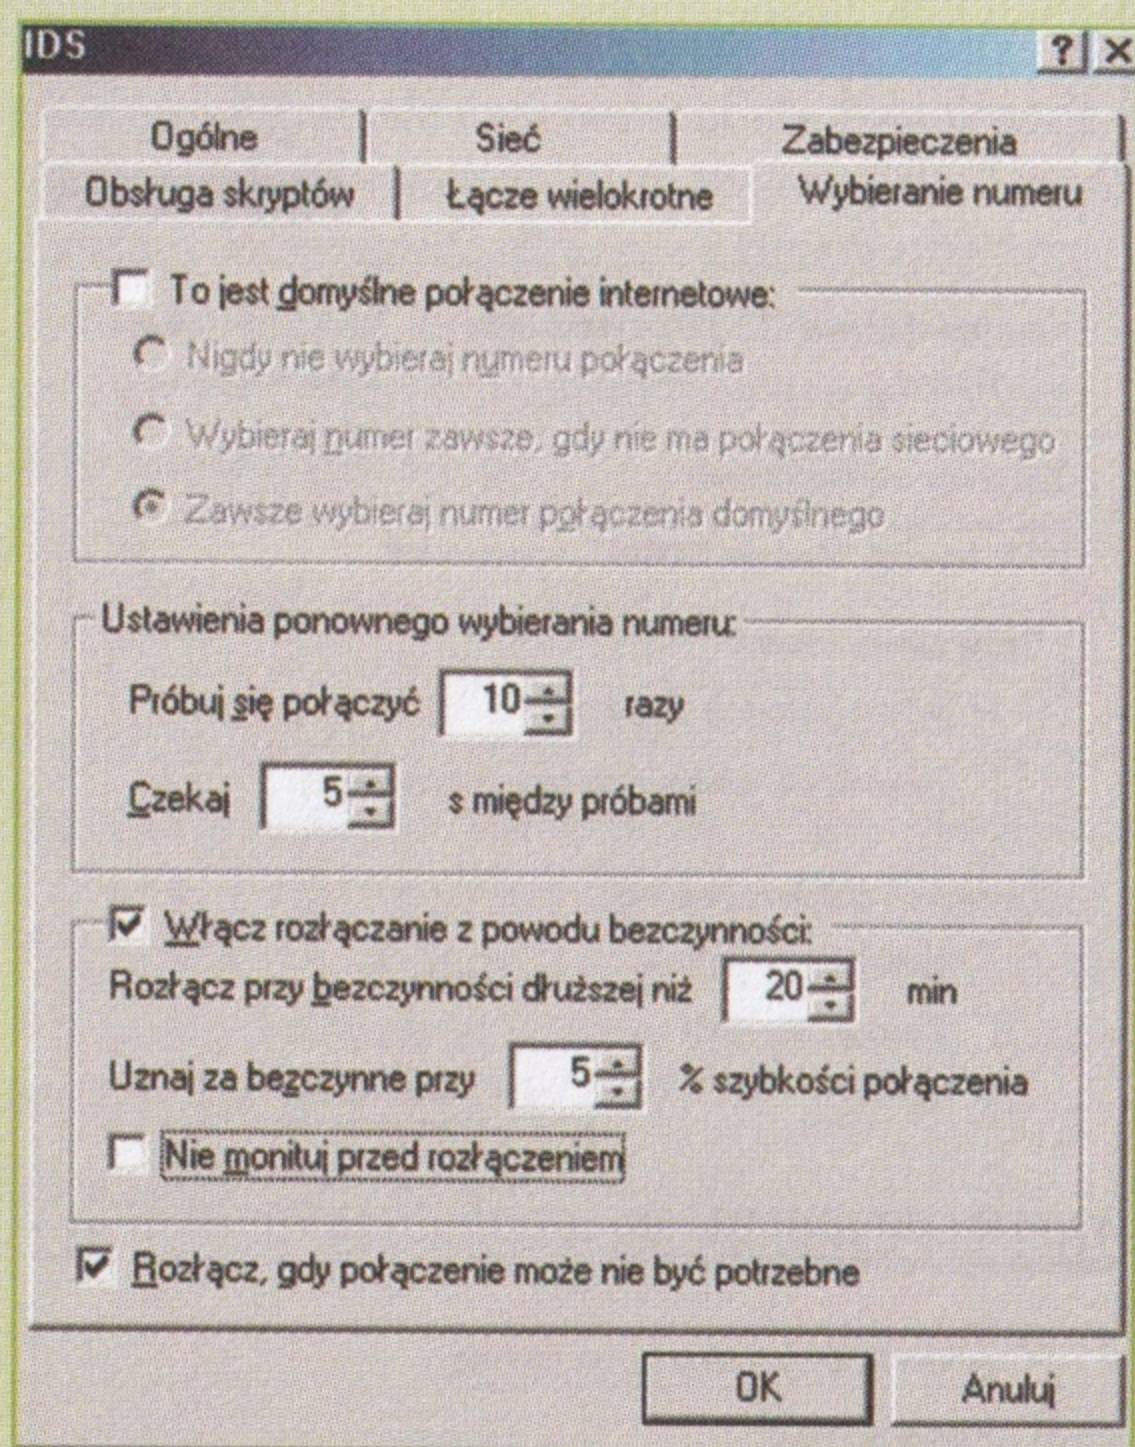 IDS
Ogólne Sieć Zabezpieczenia
Obsługa skryptów Łącze wielokrotne Wybieranie numeru
To jest domyślne połączenie internetowe:
Nigdy nie wybieraj numeru połączenia
Wybieraj numer zawsze, gdy nie ma połączenia sieciowego
Zawsze wybieraj numer połączenia domyślnego
Ustawienia ponownego wybierania numeru:
Próbuj się połączyć 10 razy
Czekaj 5 s między próbami
Włącz rozłączanie z powodu bezczynności:
Rozłącz przy bezczynności dłuższej niż 20 min
Uznaj za bezczynne przy 5 % szybkości połączenia
Nie monituj przed rozłączeniem
Rozłącz, gdy połączenie może nie być potrzebne
OK Anuluj